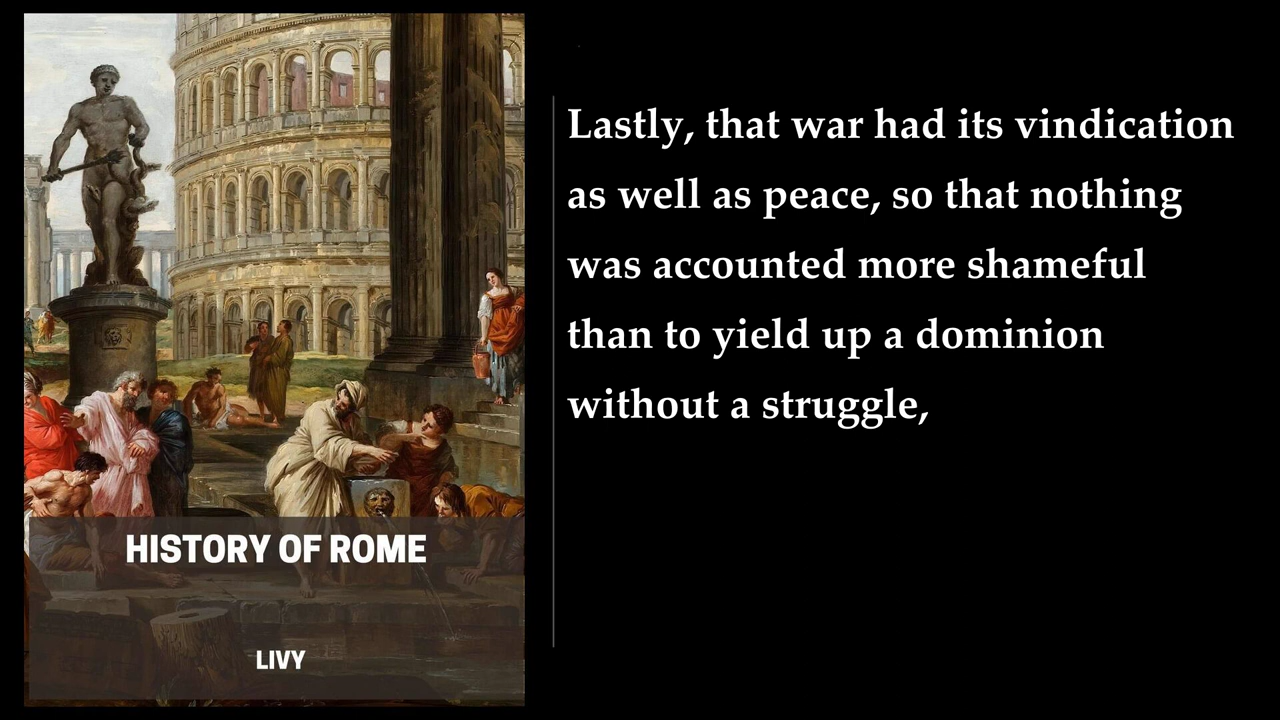 HISTORY OF ROME
LIVY
Lastly, that war had its vindication
as well as peace, so that nothing
was accounted more shameful
than to yield up a dominion
without a struggle,